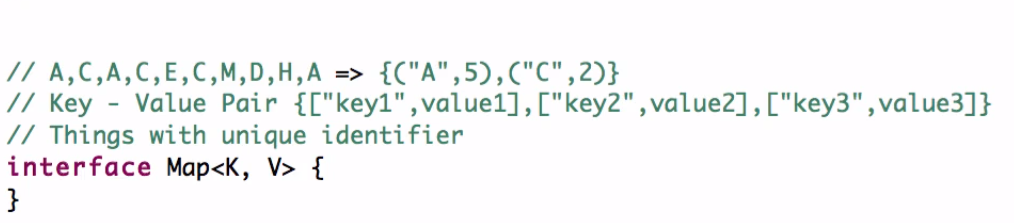 // A,C,A,C,E,C,M,D,H,A => {("A",5),("C",2)}
// Key - Value Pair {["key1",value1],["key2",value2],["key3",value3]}
// Things with unique identifier
interface Map<K, V> {
}